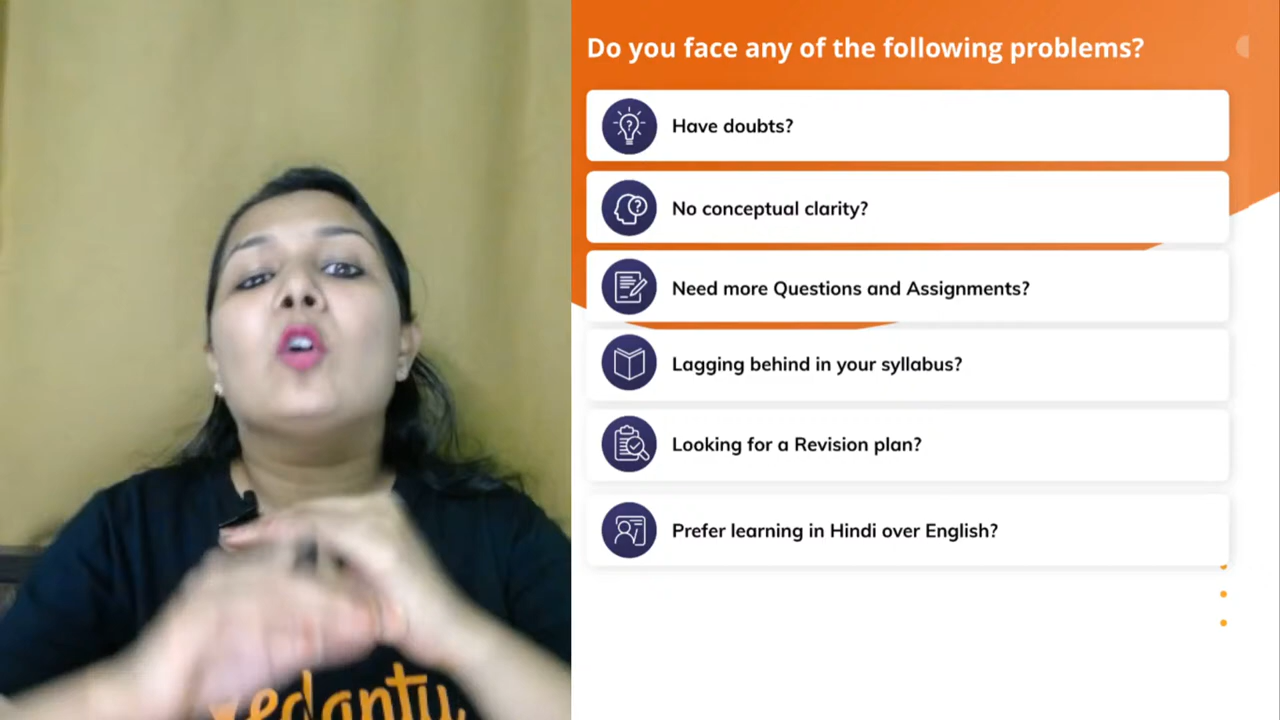 Do you face any of the following problems?
Have doubts?
No conceptual clarity?
Need more Questions and Assignments?
Lagging behind in your syllabus?
Looking for a Revision plan?
Prefer learning in Hindi over English?
Vedantu